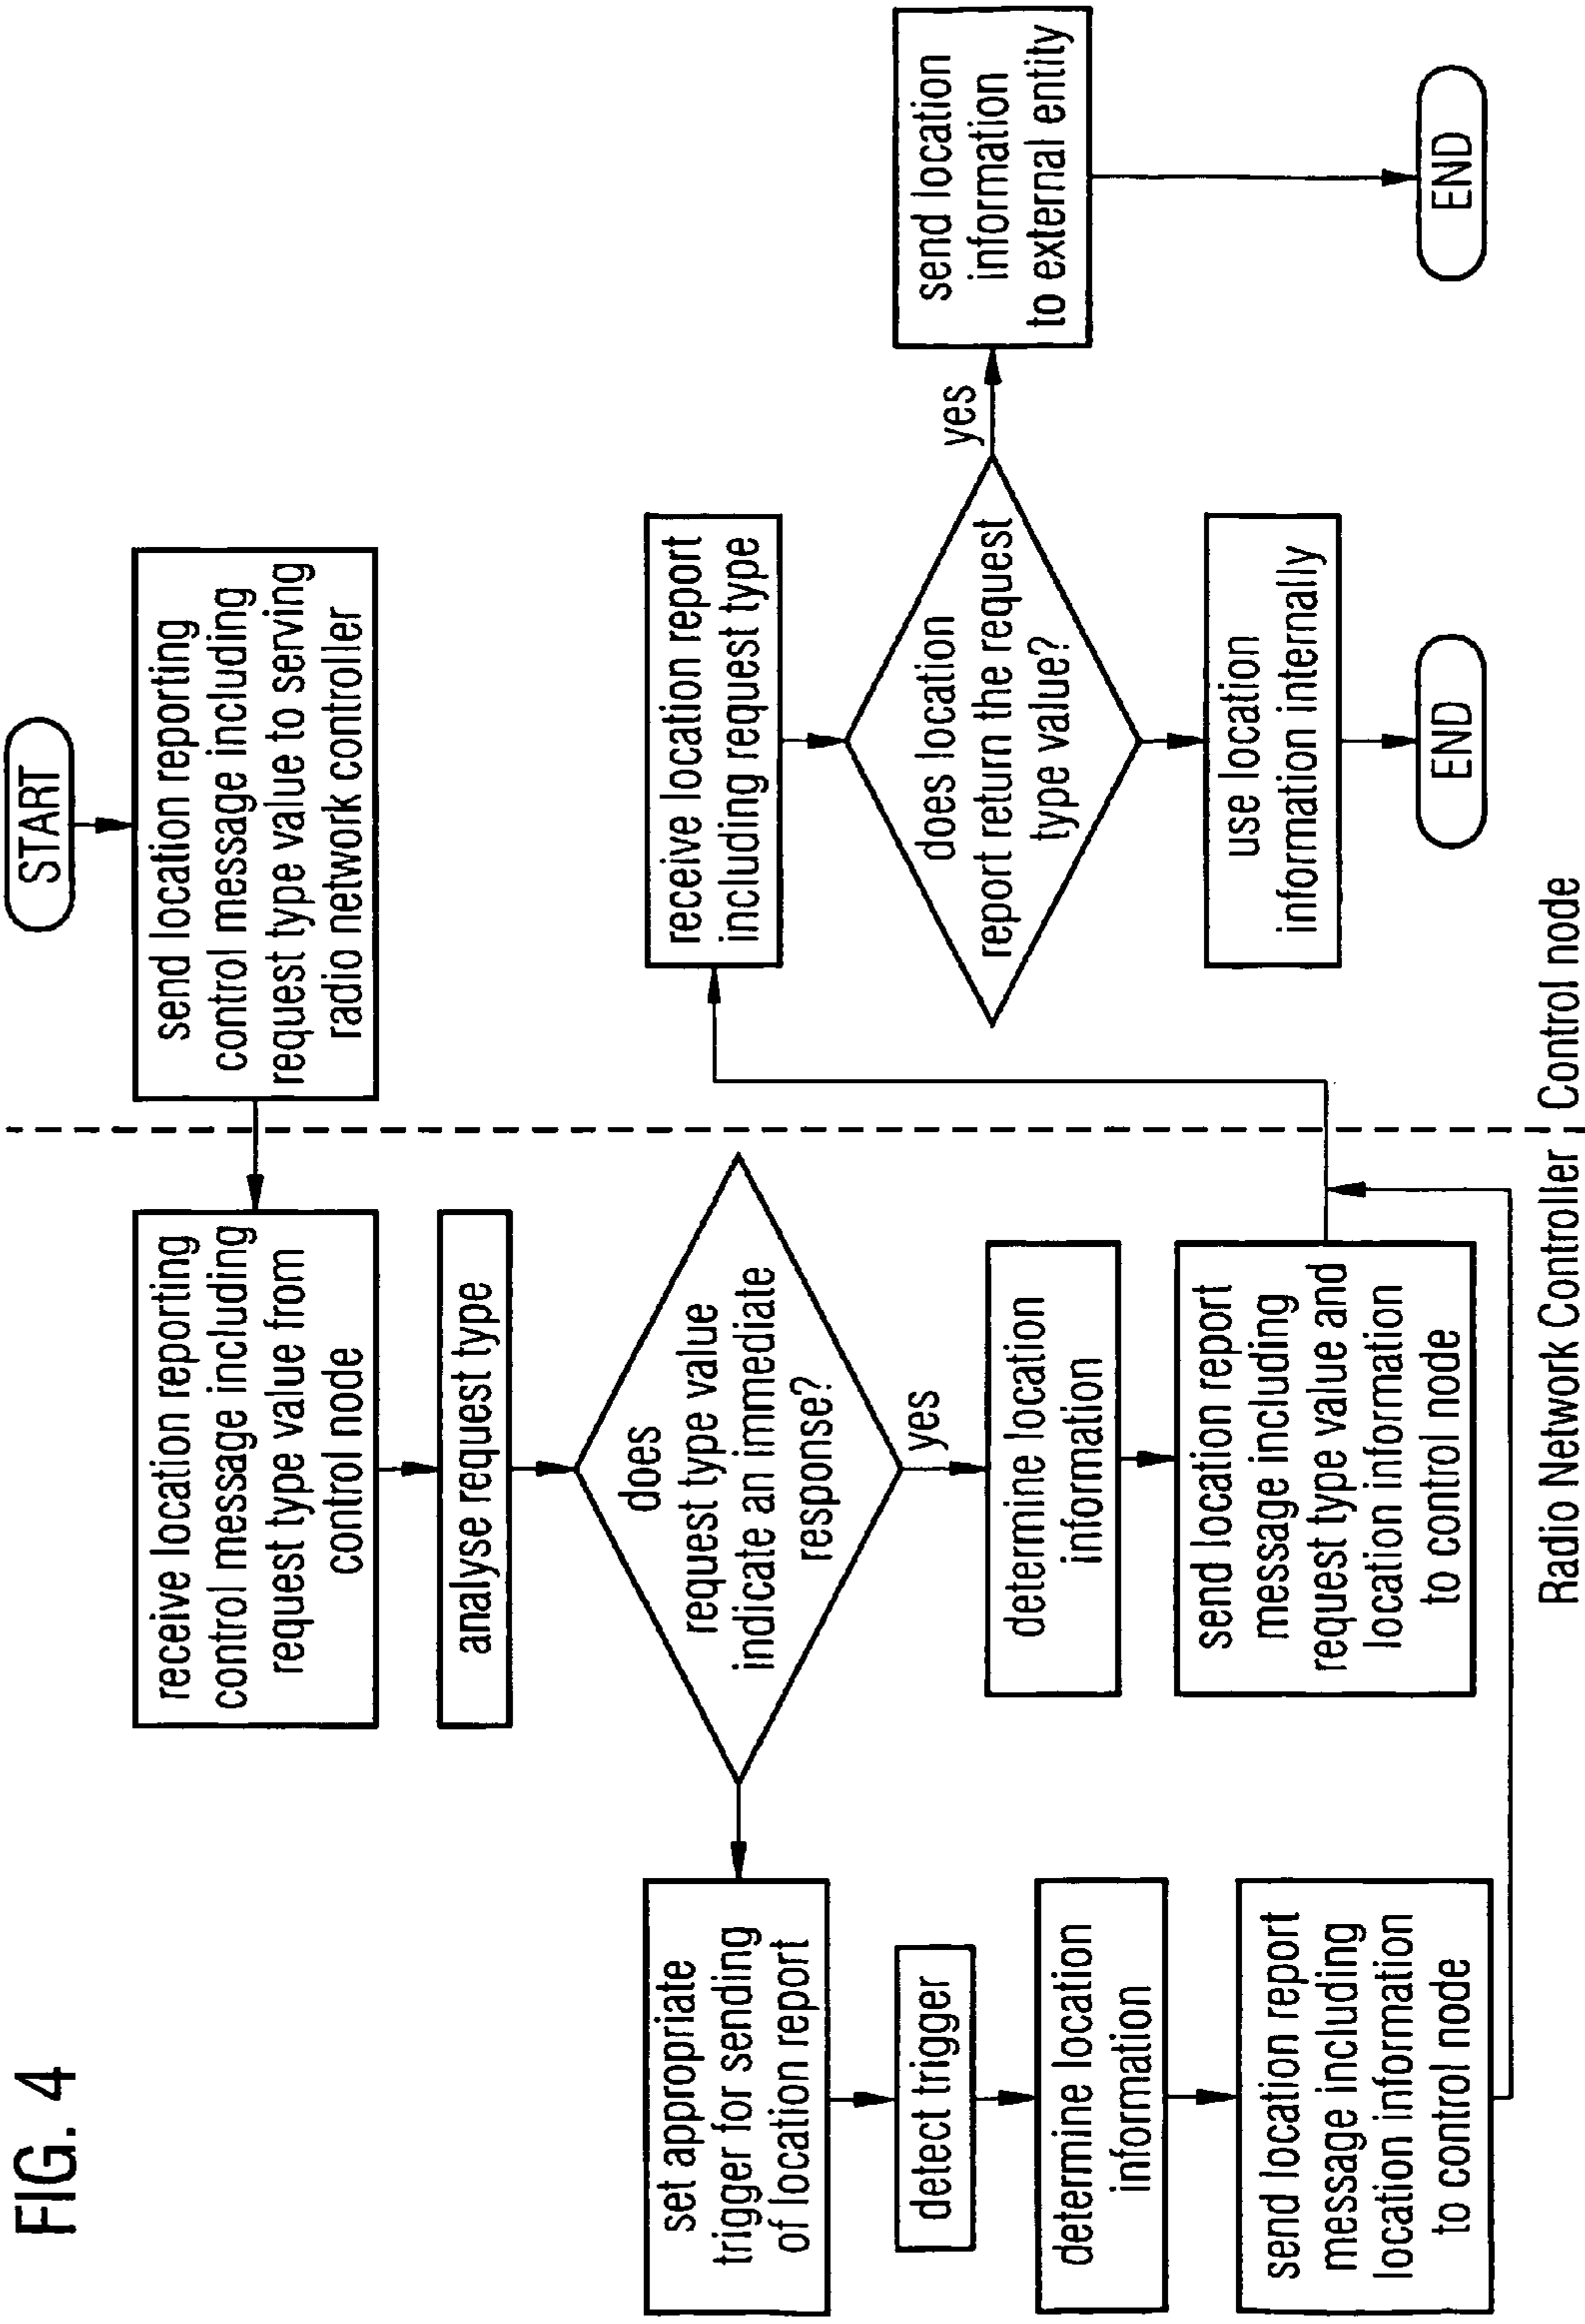 FIG. 4
START
send location reporting
control message including
request type value to serving
radio network controller
receive location reporting
control message including
request type value from
control node
analyse request type
does
request type value
indicate an immediate
response?
yes
determine location
information
send location report
message including
request type value and
location information
to control node
set appropriate
trigger for sending
of location report
detect trigger
determine location
information
send location report
message including
location information
to control node
receive location report
including request type
does location
report return the request
type value?
yes
send location
information
to external entity
END
use location
information internally
END
Radio Network Controller
Control node